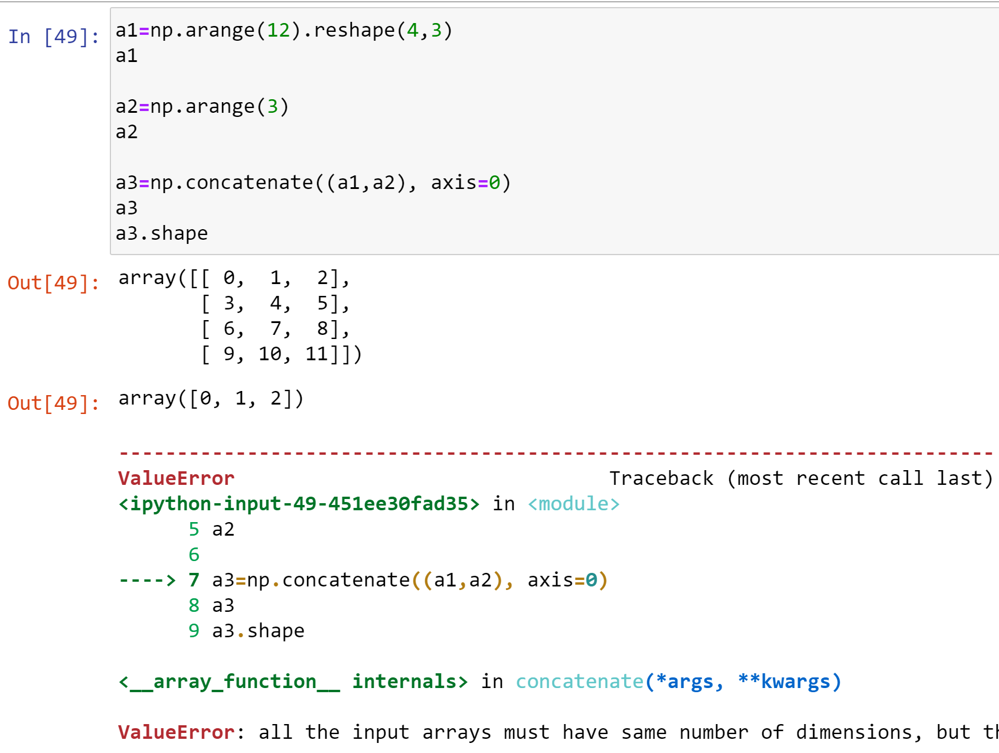 In [49]: a1=np.arange(12).reshape(4,3)
a1

a2=np.arange(3)
a2

a3=np.concatenate((a1,a2), axis=0)
a3
a3.shape

Out[49]: array([[ 0,  1,  2],
       [ 3,  4,  5],
       [ 6,  7,  8],
       [ 9, 10, 11]])

Out[49]: array([0, 1, 2])

---------------------------------------------------------------------------
ValueError                                Traceback (most recent call last)
<ipython-input-49-451ee30fad35> in <module>
      5 a2
      6
----> 7 a3=np.concatenate((a1,a2), axis=0)
      8 a3
      9 a3.shape

<__array_function__ internals> in concatenate(*args, **kwargs)

ValueError: all the input arrays must have same number of dimensions, but